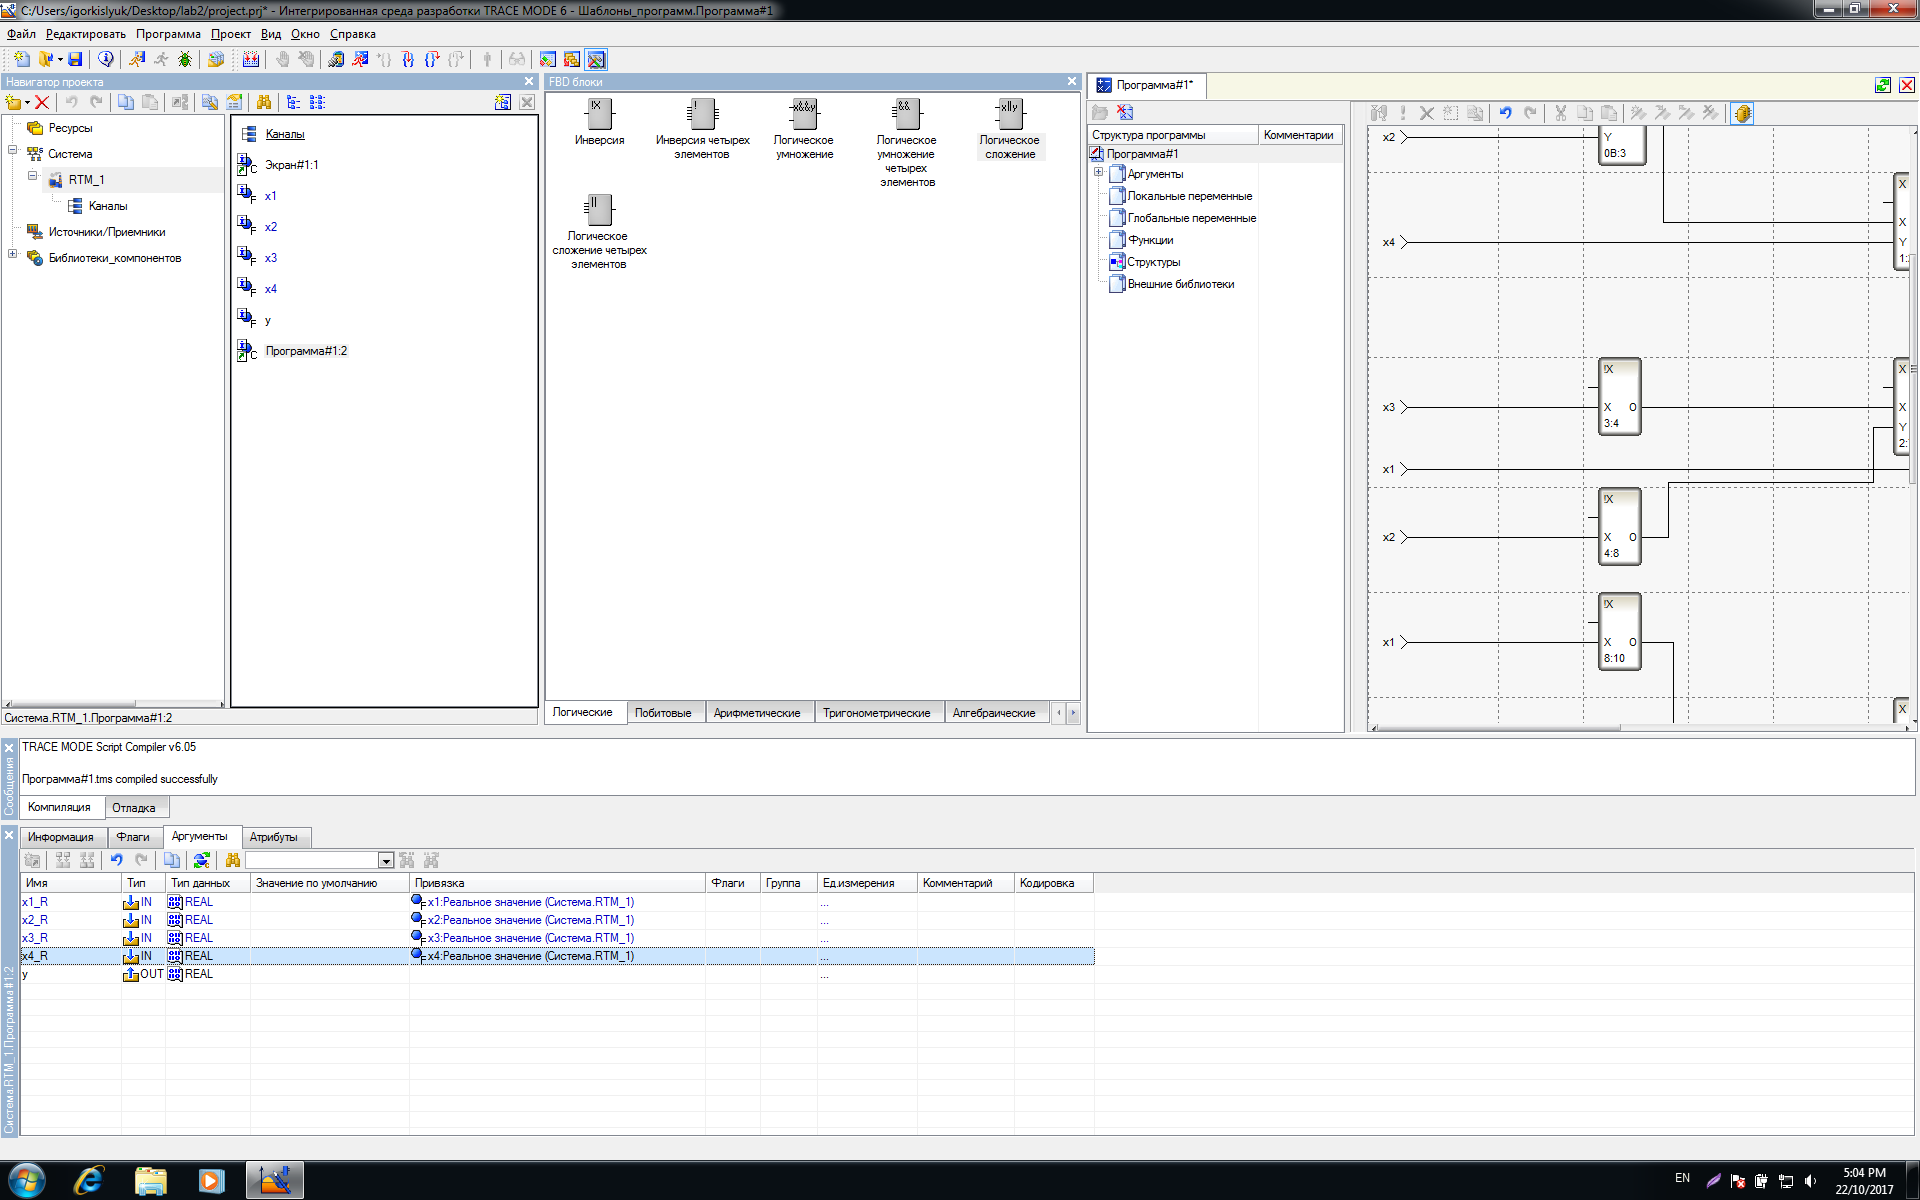 C:/Users/igorkislyuk/Desktop/lab2/project.prj* - Интегрированная среда разработки TRACE MODE 6 - Шаблоны_программ.Программа#1
Файл Редактировать Программа Проект Вид Окно Справка
Навигатор проекта
Ресурсы
Система
RTM_1
Каналы
Источники/Приемники
Библиотеки_компонентов
Каналы
Экран#1:1
x1
x2
x3
x4
y
Программа#1:2
Система.RTM_1.Программа#1:2
FBD блоки
Инверсия
Инверсия четырех элементов
Логическое умножение
Логическое умножение четырех элементов
Логическое сложение
Логическое сложение четырех элементов
Логические Побитовые Арифметические Тригонометрические Алгебраические
Программа#1*
Структура программы Комментарии
Программа#1
Аргументы
Локальные переменные
Глобальные переменные
Функции
Структуры
Внешние библиотеки
x2
Y
0B:3
X
X
x4
Y
1:
!X
X
x3
X O
X
3:4
Y
2:
x1
!X
x2
X O
4:8
!X
x1
X O
8:10
X
Сообщения
TRACE MODE Script Compiler v6.05
Программа#1.tms compiled successfully
Компиляция Отладка
Система.RTM_1.Программа#1:2
Информация Флаги Аргументы Атрибуты
Имя Тип Тип данных Значение по умолчанию Привязка Флаги Группа Ед.измерения Комментарий Кодировка
x1_R IN REAL x1:Реальное значение (Система.RTM_1) ...
x2_R IN REAL x2:Реальное значение (Система.RTM_1) ...
x3_R IN REAL x3:Реальное значение (Система.RTM_1) ...
x4_R IN REAL x4:Реальное значение (Система.RTM_1) ...
y OUT REAL ...
EN
5:04 PM
22/10/2017